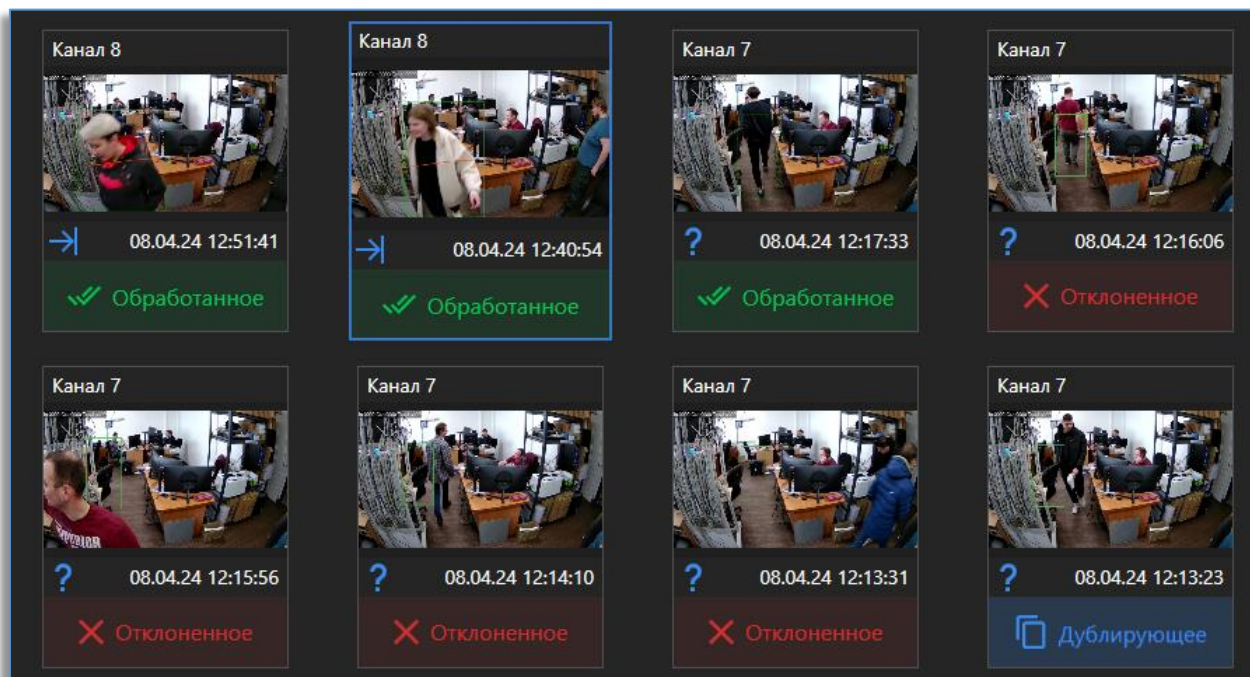 Канал 8
Канал 8
Канал 7
Канал 7
08.04.24 12:51:41
08.04.24 12:40:54
? 08.04.24 12:17:33
? 08.04.24 12:16:06
Обработанное
Обработанное
Обработанное
Отклоненное
Канал 7
Канал 7
Канал 7
Канал 7
? 08.04.24 12:15:56
? 08.04.24 12:14:10
? 08.04.24 12:13:31
? 08.04.24 12:13:23
Отклоненное
Отклоненное
Отклоненное
Дублирующее